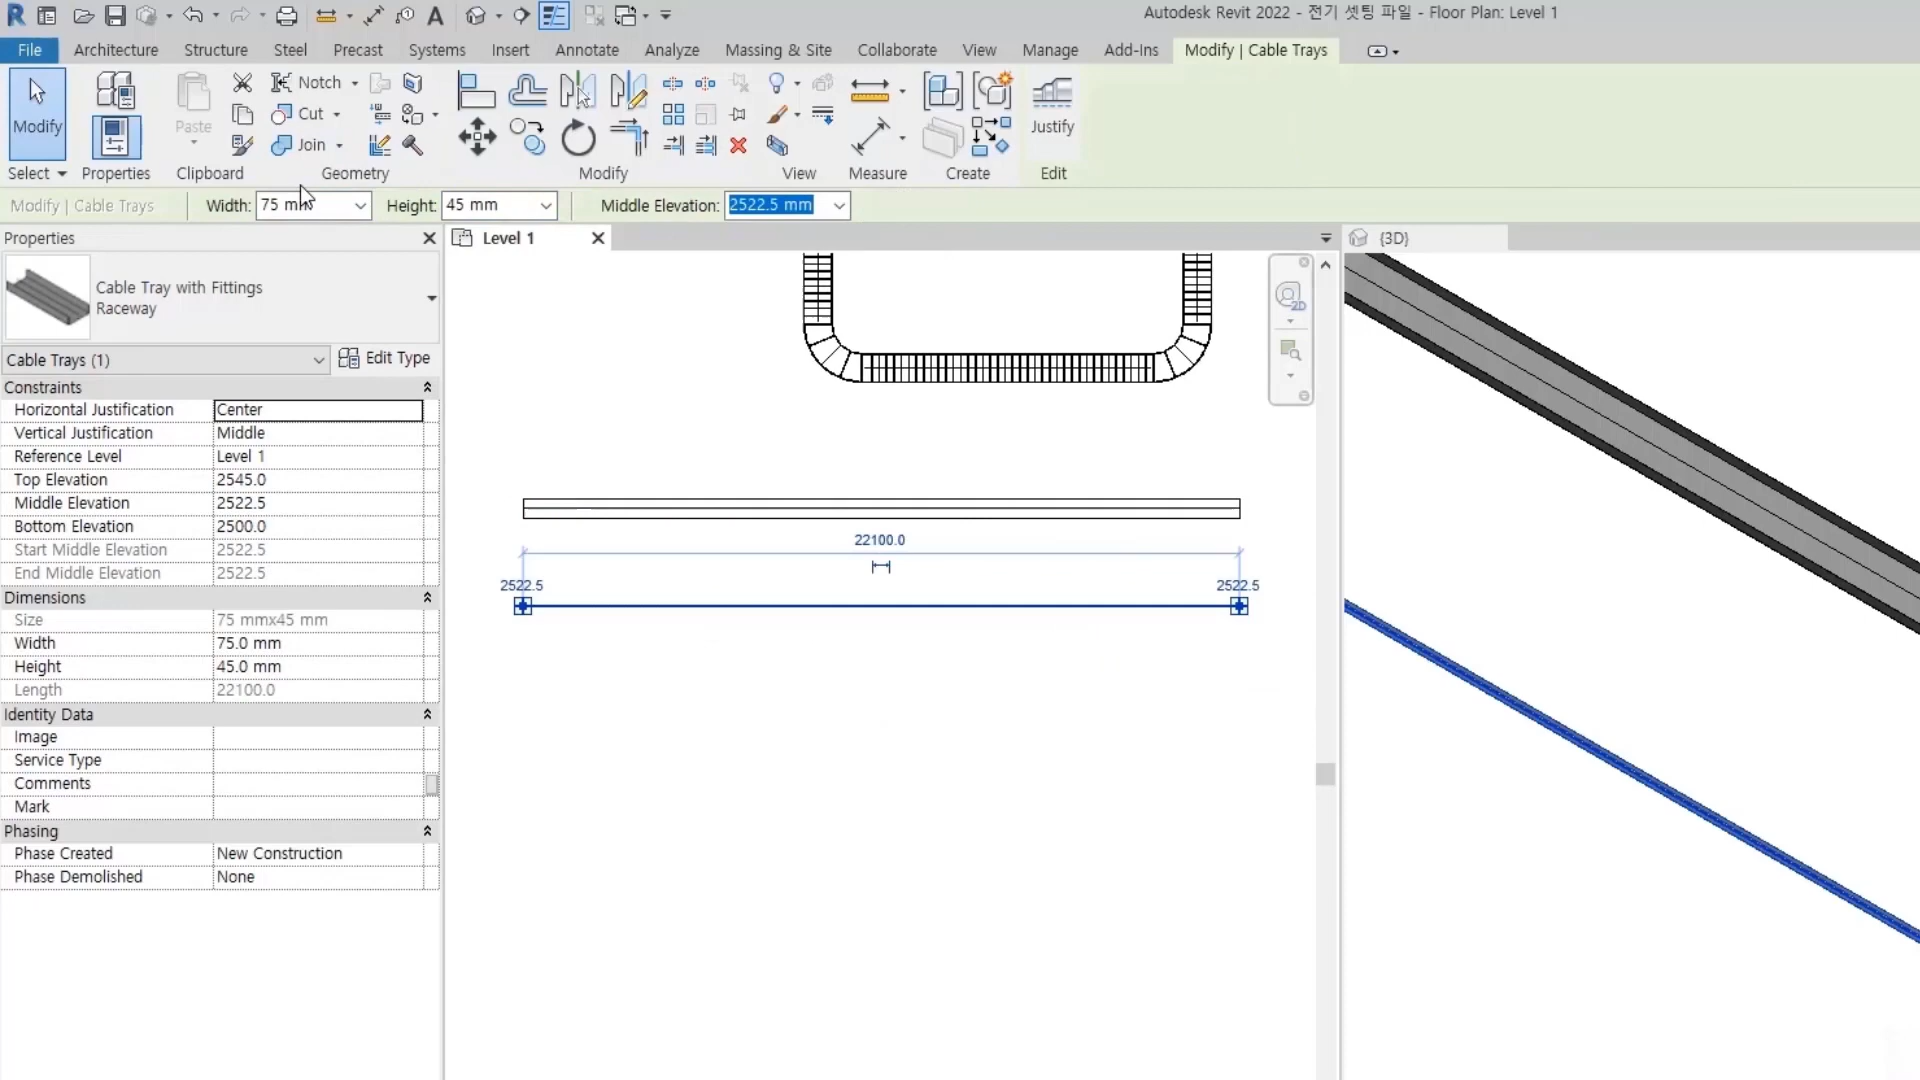 Autodesk Revit 2022 - 전기 셋팅 파일 - Floor Plan: Level 1
File Architecture Structure Steel Precast Systems Insert Annotate Analyze Massing & Site Collaborate View Manage Add-Ins Modify | Cable Trays
Modify Paste Notch Cut Join Justify
Select Properties Clipboard Geometry Modify View Measure Create Edit
Modify | Cable Trays Width: 75 mm Height: 45 mm Middle Elevation: 2522.5 mm
Properties
Level 1
{3D}
Cable Tray with Fittings
Raceway
Cable Trays (1) Edit Type
Constraints
Horizontal Justification Center
Vertical Justification Middle
Reference Level Level 1
Top Elevation 2545.0
Middle Elevation 2522.5
Bottom Elevation 2500.0
Start Middle Elevation 2522.5
End Middle Elevation 2522.5
Dimensions
Size 75 mmx45 mm
Width 75.0 mm
Height 45.0 mm
Length 22100.0
Identity Data
Image
Service Type
Comments
Mark
Phasing
Phase Created New Construction
Phase Demolished None
2D
22100.0
2522.5 2522.5